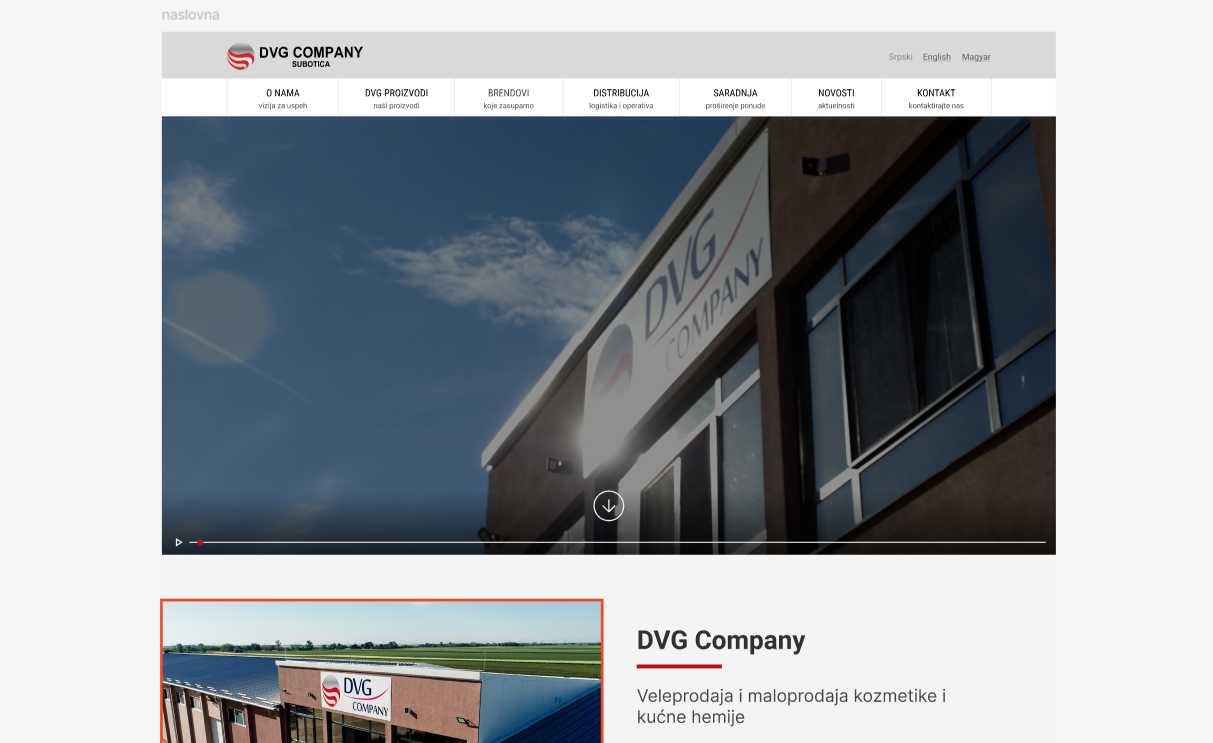 naslovna
DVG COMPANY
SUBOTICA
Srpski English Magyar
O NAMA
vizija za uspeh
DVG PROIZVODI
naši proizvodi
BRENDOVI
koje zasupamo
DISTRIBUCIJA
logistika i operativa
SARADNJA
proširenje ponude
NOVOSTI
aktuelnosti
KONTAKT
kontaktirajte nas
DVG
COMPANY
DVG
COMPANY
DVG Company
Veleprodaja i maloprodaja kozmetike i
kućne hemije